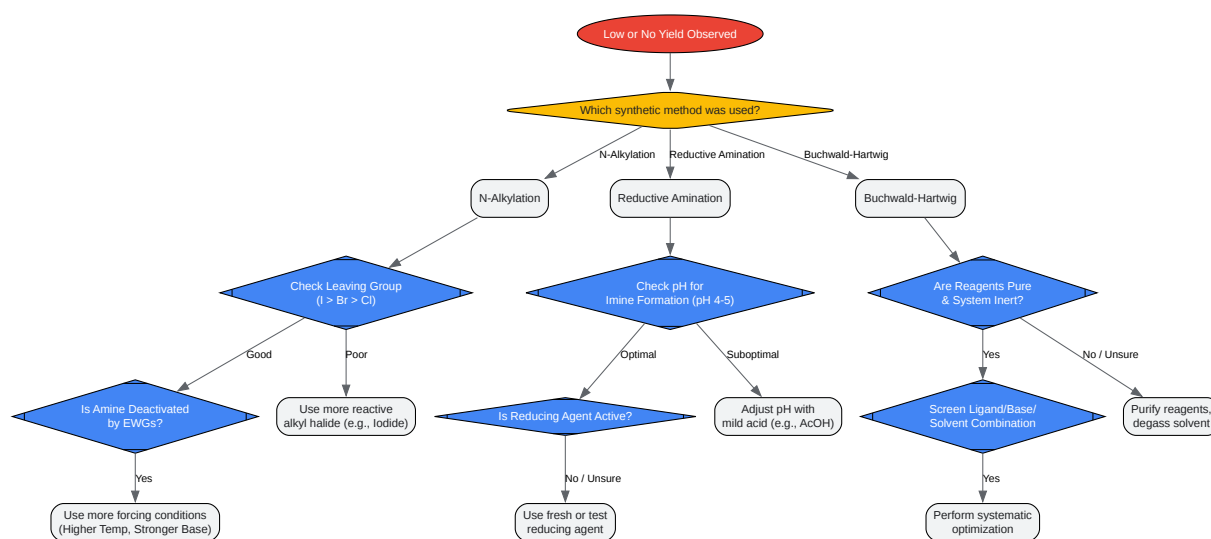 Low or No Yield Observed
Which synthetic method was used?
N-Alkylation
Reductive Amination
Buchwald-Hartwig
N-Alkylation
Reductive Amination
Buchwald-Hartwig
Check Leaving Group
(I > Br > Cl)
Check pH for
Imine Formation (pH 4-5)
Are Reagents Pure
& System Inert?
Good
Poor
Optimal
Suboptimal
Yes
No / Unsure
Is Amine Deactivated
by EWGs?
Use more reactive
alkyl halide (e.g., Iodide)
Is Reducing Agent Active?
Adjust pH with
mild acid (e.g., AcOH)
Screen Ligand/Base/
Solvent Combination
Purify reagents,
degass solvent
Yes
No / Unsure
Yes
Use more forcing conditions
(Higher Temp, Stronger Base)
Use fresh or test
reducing agent
Perform systematic
optimization